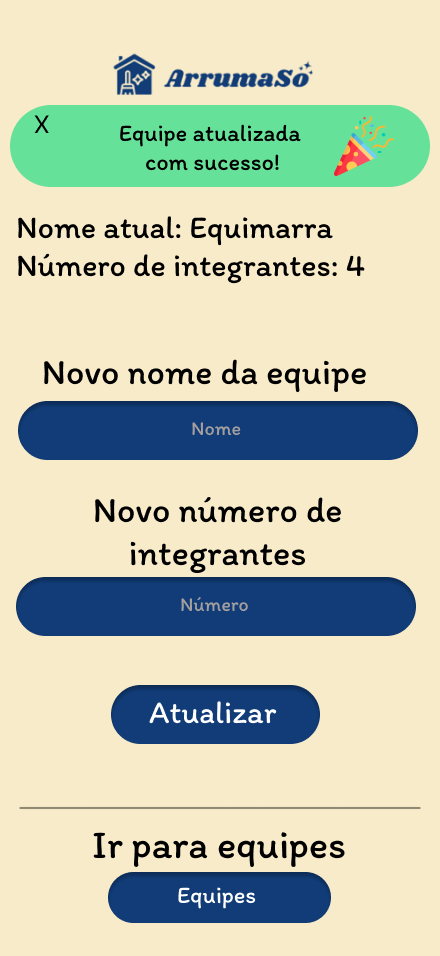 ArrumaSó
X
Equipe atualizada
com sucesso!
Nome atual: Equimarra
Número de integrantes: 4
Novo nome da equipe
Nome
Novo número de
integrantes
Número
Atualizar
Ir para equipes
Equipes